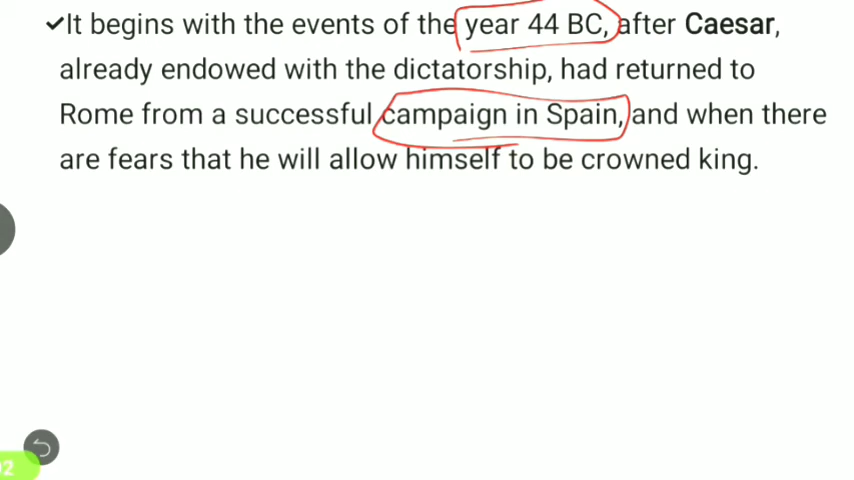 ✓It begins with the events of the year 44 BC, after Caesar,
already endowed with the dictatorship, had returned to
Rome from a successful campaign in Spain, and when there
are fears that he will allow himself to be crowned king.